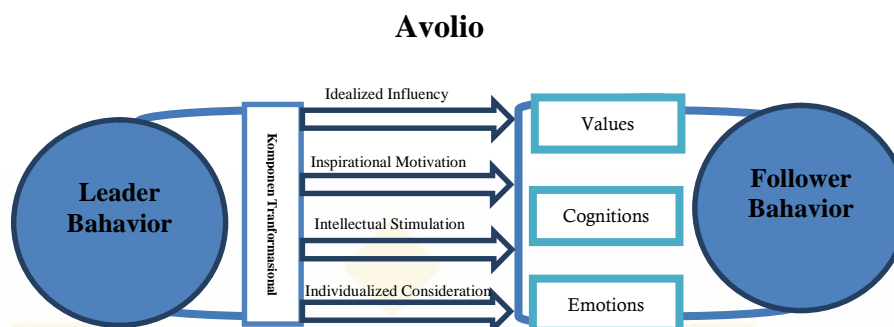 Avolio
Leader
Bahavior
Komponen Tranformasional
Idealized Influency
Inspirational Motivation
Intellectual Stimulation
Individualized Consideration
Values
Cognitions
Emotions
Follower
Bahavior